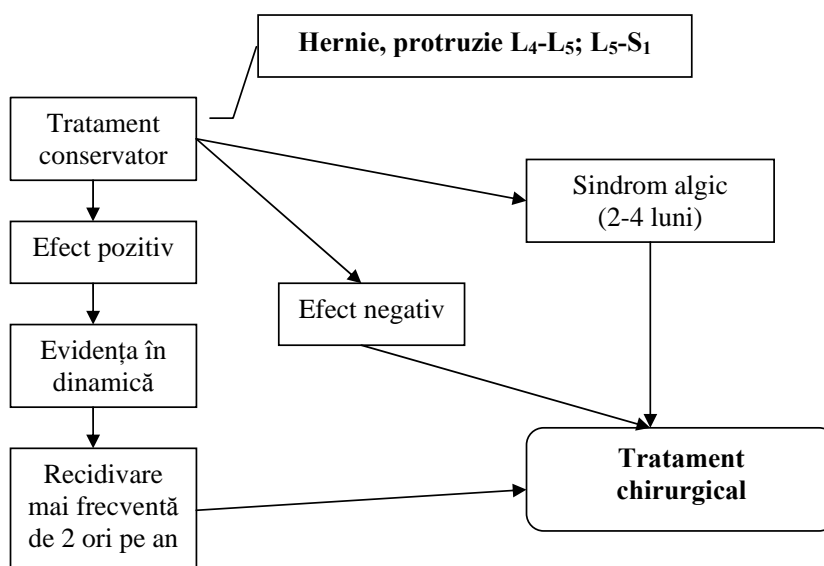 Hernie, protruzie L₄-L₅; L₅-S₁
Tratament
conservator
Sindrom algic
(2-4 luni)
Efect pozitiv
Efect negativ
Evidența în
dinamică
Recidivare
mai frecventă
de 2 ori pe an
Tratament
chirurgical